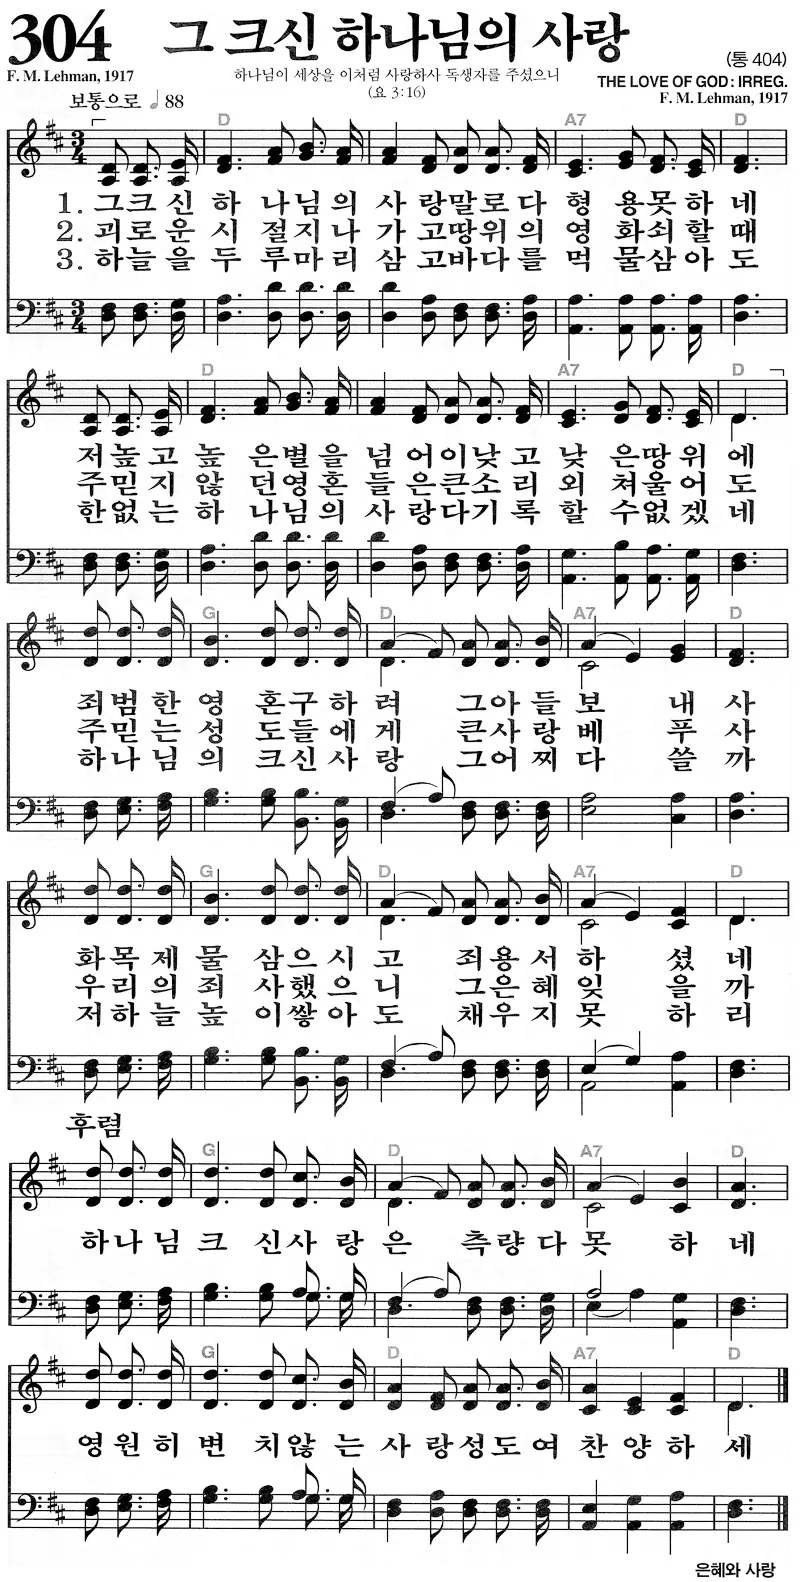 304 그 크신 하나님의 사랑 (통 404)
F. M. Lehman, 1917 하나님이 세상을 이처럼 사랑하사 독생자를 주셨으니 THE LOVE OF GOD: IRREG.
(요 3:16) F. M. Lehman, 1917
보통으로 ♩ 88
D A7 D
3/4
1. 그크 신 하 나님 의 사 랑말로 다 형 용못 하 네
2. 괴로 운 시 절지 나 가 고땅위 의 영 화쇠 할 때
3. 하늘 을 두 루마 리 삼 고바다 를 먹 물삼 아 도
3/4
D A7 D
저높 고 높 은별 을 넘 어이낮 고 낮 은땅 위 에
주믿 지 않 던영 혼 들 은큰소 리 외 쳐울 어 도
한없 는 하 나님 의 사 랑다기 록 할 수없 겠 네
G D A7 D
죄범 한 영 혼구 하 려 그아 들 보 내 사
주믿 는 성 도들 에 게 큰사 랑 베 푸 사
하나 님 의 크신 사 랑 그어 찌 다 쓸 까
G D A7 D
화목 제 물 삼으 시 고 죄용 서 하 셨 네
우리 의 죄 사했 으 니 그은 혜 잊 을 까
저하 늘 높 이쌓 아 도 채우 지 못 하 리
후렴
G D A7 D
하나 님 크 신사 랑 은 측량 다 못 하 네
G D A7 D
영원 히 변 치않 는 사 랑성도 여 찬 양 하 세
은혜와 사랑